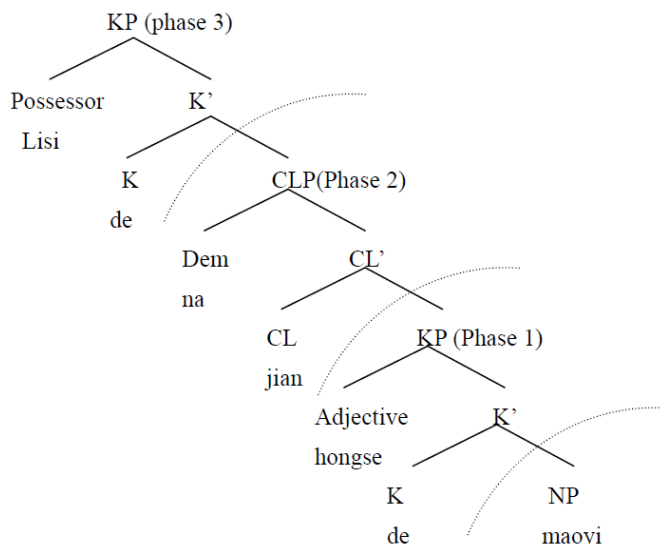 KP (phase 3)
Possessor K’
Lisi
K CLP(Phase 2)
de
Dem CL’
na
CL KP (Phase 1)
jian
Adjective K’
hongse
K NP
de maoyi